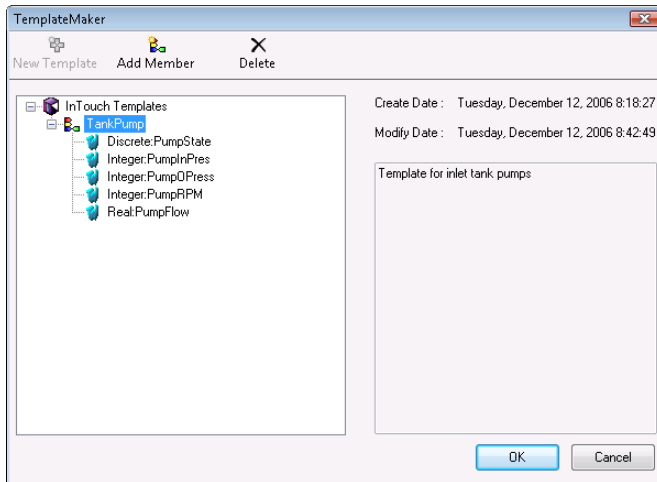 TemplateMaker
New Template Add Member Delete
InTouch Templates
TankPump
Discrete:PumpState
Integer:PumpInPres
Integer:PumpOPress
Integer:PumpRPM
Real:PumpFlow
Create Date : Tuesday, December 12, 2006 8:18:27
Modify Date : Tuesday, December 12, 2006 8:42:49
Template for inlet tank pumps
OK Cancel